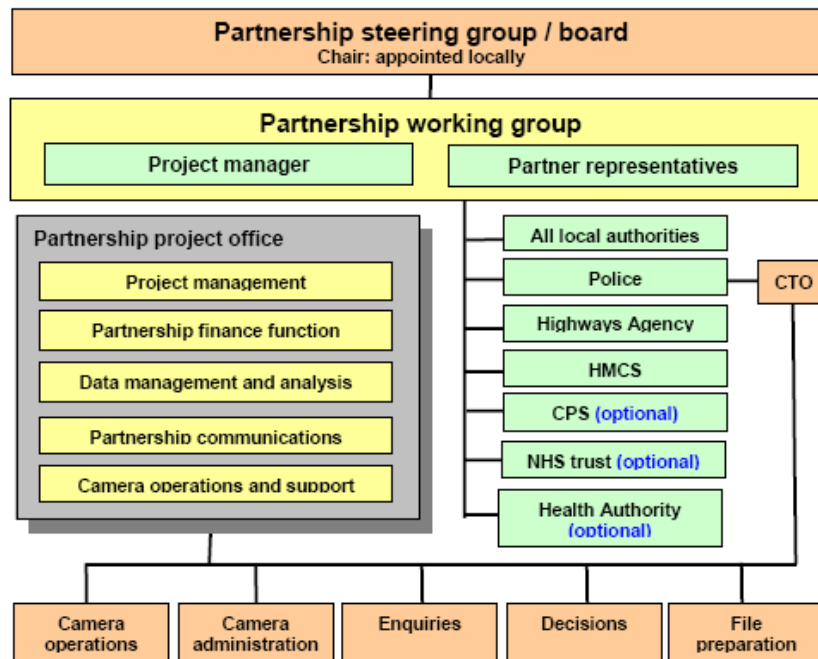 Partnership steering group / board
Chair: appointed locally
Partnership working group
Project manager
Partner representatives
Partnership project office
Project management
Partnership finance function
Data management and analysis
Partnership communications
Camera operations and support
All local authorities
Police
CTO
Highways Agency
HMCS
CPS (optional)
NHS trust (optional)
Health Authority
(optional)
Camera
operations
Camera
administration
Enquiries
Decisions
File
preparation